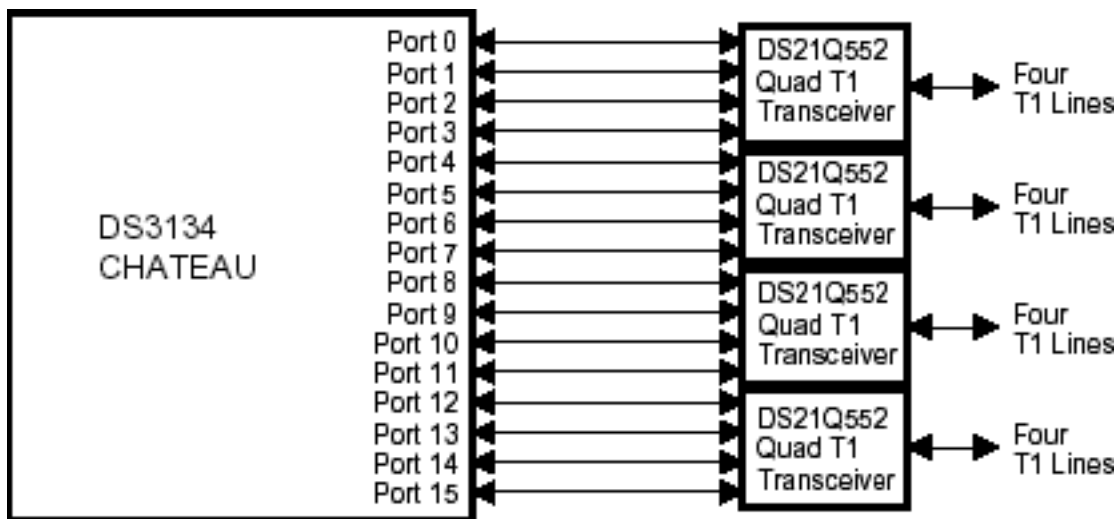 DS3134
CHATEAU
Port 0
Port 1
Port 2
Port 3
Port 4
Port 5
Port 6
Port 7
Port 8
Port 9
Port 10
Port 11
Port 12
Port 13
Port 14
Port 15
DS21Q552
Quad T1
Transceiver
Four
T1 Lines
DS21Q552
Quad T1
Transceiver
Four
T1 Lines
DS21Q552
Quad T1
Transceiver
Four
T1 Lines
DS21Q552
Quad T1
Transceiver
Four
T1 Lines